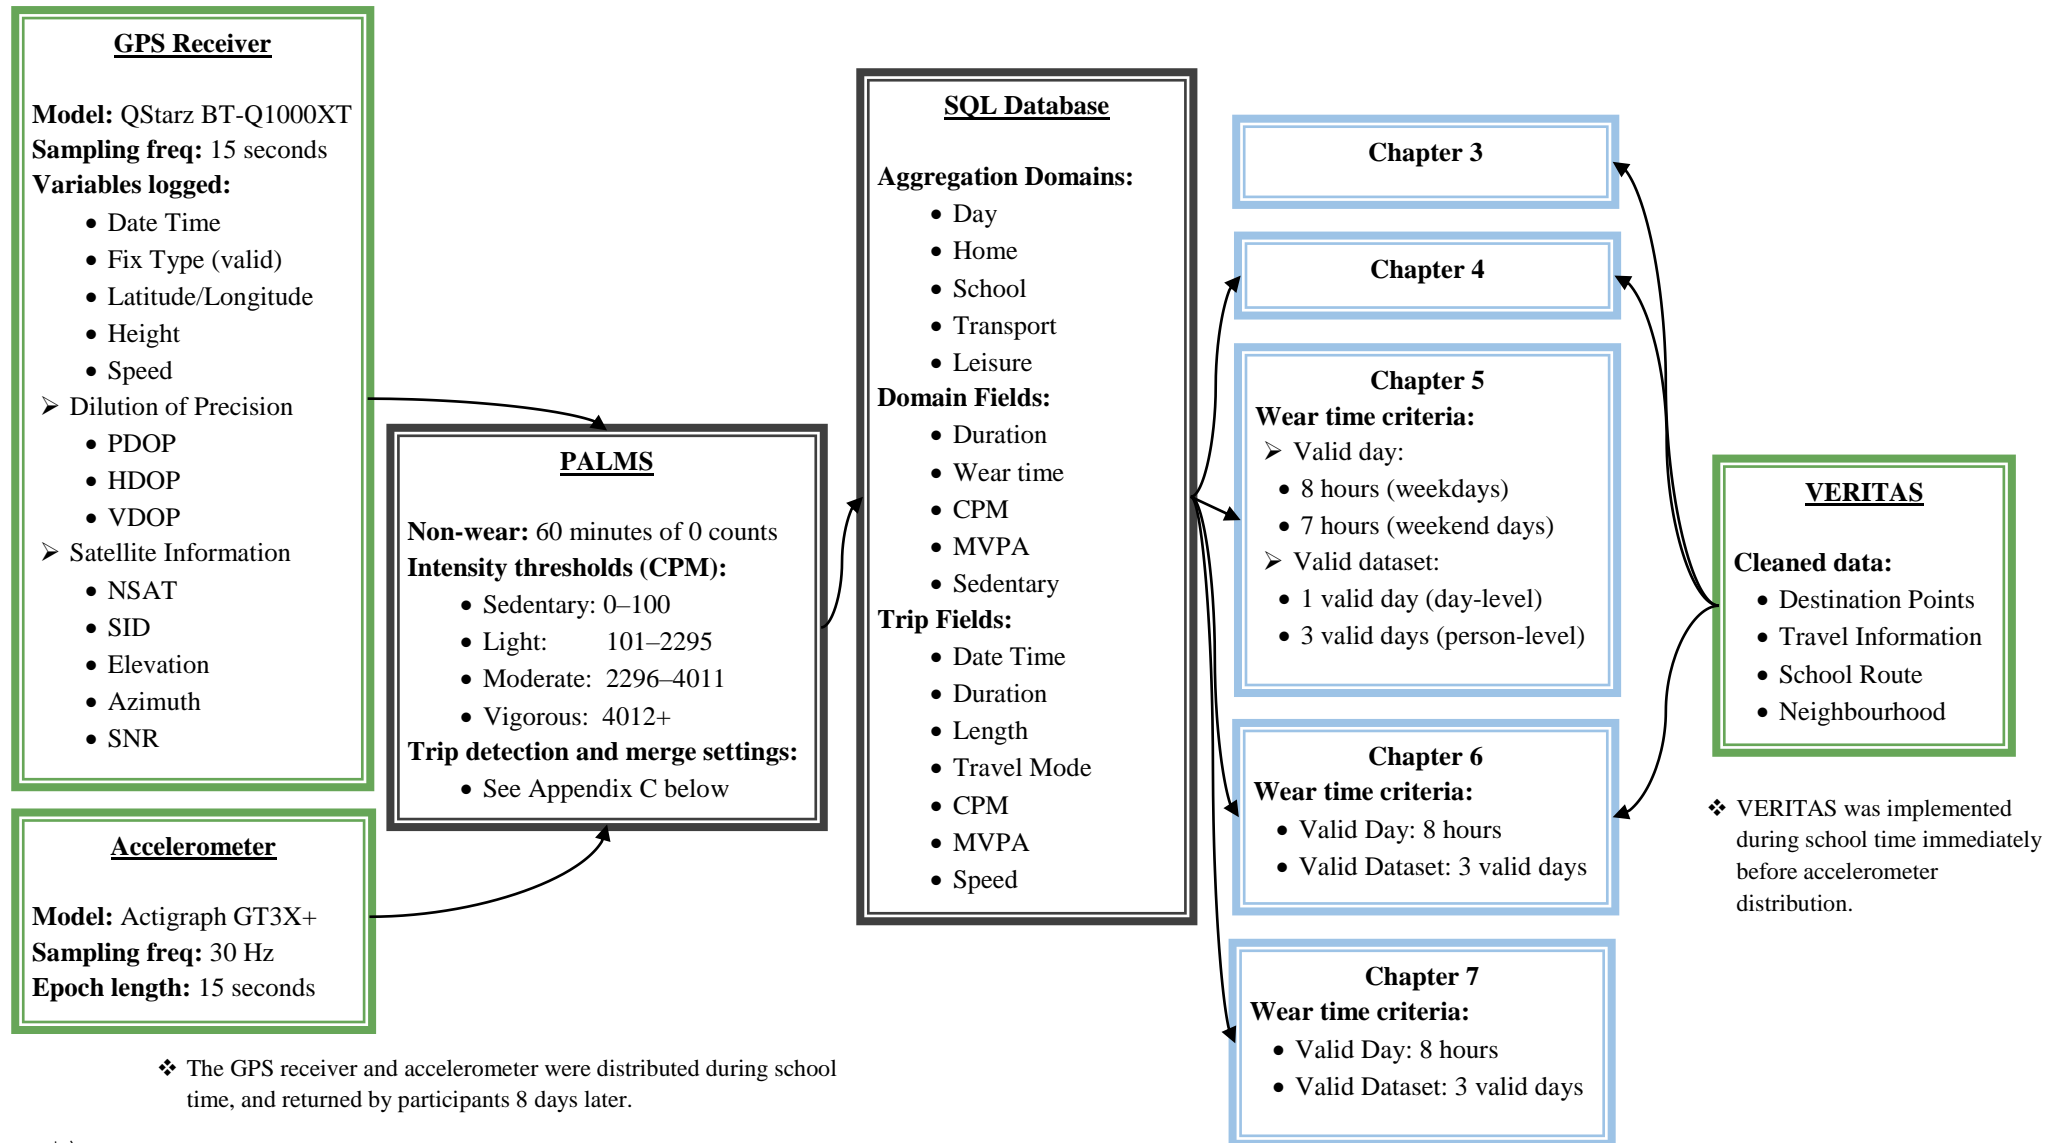 GPS Receiver
Model: QStarz BT-Q1000XT
Sampling freq: 15 seconds
Variables logged:
• Date Time
• Fix Type (valid)
• Latitude/Longitude
• Height
• Speed
➢ Dilution of Precision
• PDOP
• HDOP
• VDOP
➢ Satellite Information
• NSAT
• SID
• Elevation
• Azimuth
• SNR
Accelerometer
Model: Actigraph GT3X+
Sampling freq: 30 Hz
Epoch length: 15 seconds
❖ The GPS receiver and accelerometer were distributed during school
time, and returned by participants 8 days later.
PALMS
Non-wear: 60 minutes of 0 counts
Intensity thresholds (CPM):
• Sedentary: 0–100
• Light: 101–2295
• Moderate: 2296–4011
• Vigorous: 4012+
Trip detection and merge settings:
• See Appendix C below
SQL Database
Aggregation Domains:
• Day
• Home
• School
• Transport
• Leisure
Domain Fields:
• Duration
• Wear time
• CPM
• MVPA
• Sedentary
Trip Fields:
• Date Time
• Duration
• Length
• Travel Mode
• CPM
• MVPA
• Speed
Chapter 3
Chapter 4
Chapter 5
Wear time criteria:
➢ Valid day:
• 8 hours (weekdays)
• 7 hours (weekend days)
➢ Valid dataset:
• 1 valid day (day-level)
• 3 valid days (person-level)
Chapter 6
Wear time criteria:
• Valid Day: 8 hours
• Valid Dataset: 3 valid days
Chapter 7
Wear time criteria:
• Valid Day: 8 hours
• Valid Dataset: 3 valid days
VERITAS
Cleaned data:
• Destination Points
• Travel Information
• School Route
• Neighbourhood
❖ VERITAS was implemented
during school time immediately
before accelerometer
distribution.